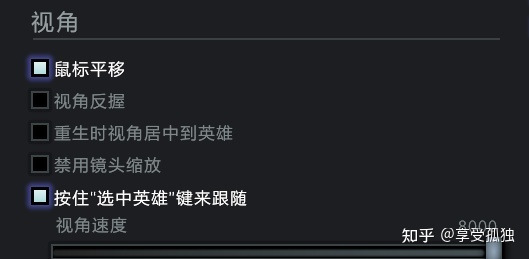 视角
鼠标平移
视角反握
重生时视角居中到英雄
禁用镜头缩放
按住"选中英雄"键来跟随
视角速度
8000
知乎 @享受孤独